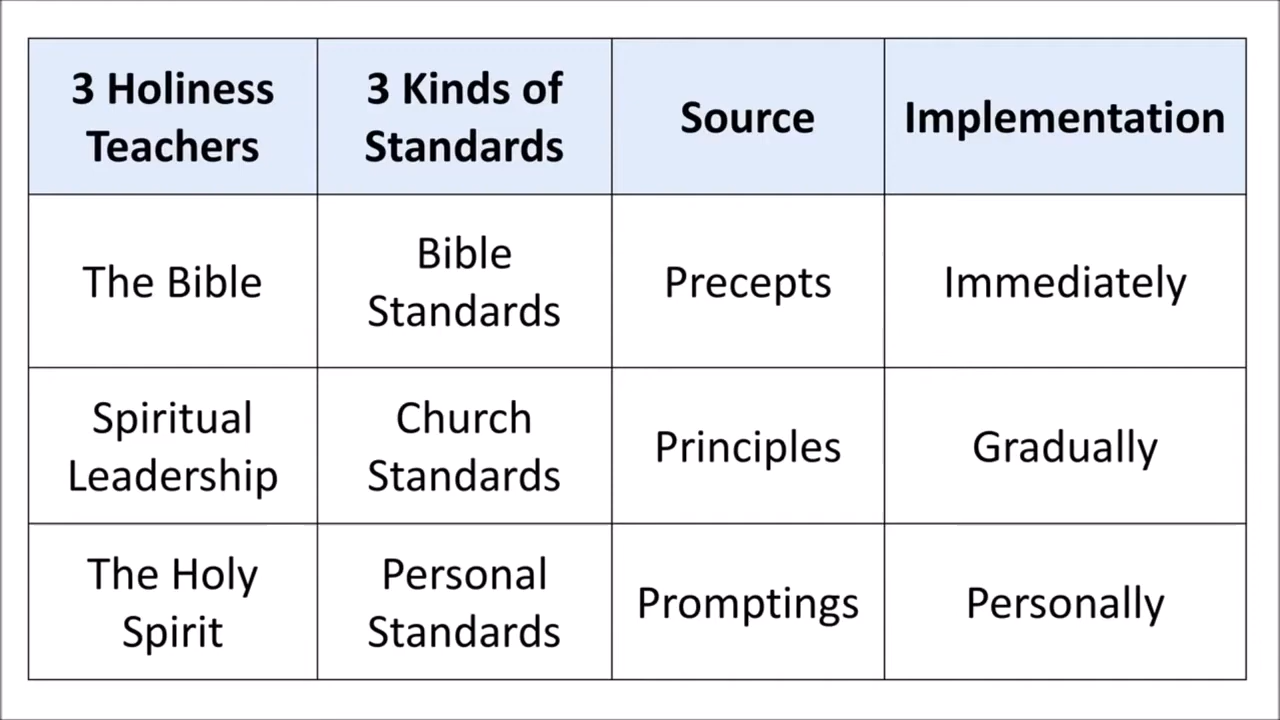 3 Holiness
Teachers
3 Kinds of
Standards
Source
Implementation
The Bible
Bible
Standards
Precepts
Immediately
Spiritual
Leadership
Church
Standards
Principles
Gradually
The Holy
Spirit
Personal
Standards
Promptings
Personally